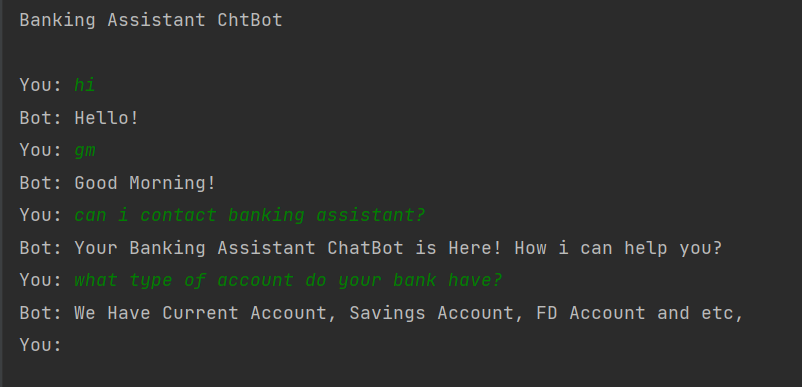 Banking Assistant ChtBot
You: hi
Bot: Hello!
You: gm
Bot: Good Morning!
You: can i contact banking assistant?
Bot: Your Banking Assistant ChatBot is Here! How i can help you?
You: what type of account do your bank have?
Bot: We Have Current Account, Savings Account, FD Account and etc,
You: